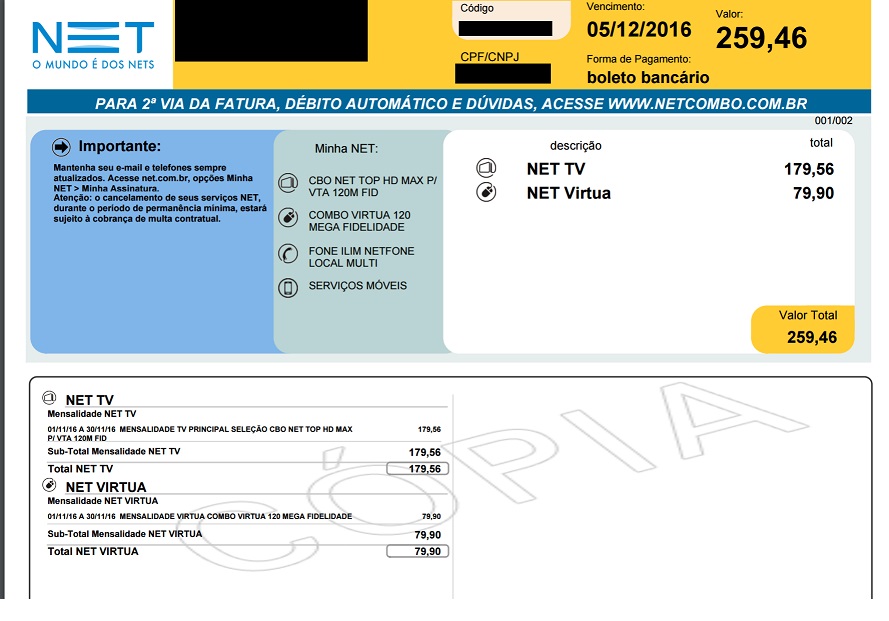 NET
O MUNDO É DOS NETS
Código
CPF/CNPJ
Vencimento:
05/12/2016
Forma de Pagamento:
boleto bancário
Valor:
259,46
PARA 2ª VIA DA FATURA, DÉBITO AUTOMÁTICO E DÚVIDAS, ACESSE WWW.NETCOMBO.COM.BR
001/002
Importante:
Mantenha seu e-mail e telefones sempre
atualizados. Acesse net.com.br, opções Minha
NET > Minha Assinatura.
Atenção: o cancelamento de seus serviços NET,
durante o período de permanência mínima, estará
sujeito à cobrança de multa contratual.
Minha NET:
CBO NET TOP HD MAX P/
VTA 120M FID
COMBO VIRTUA 120
MEGA FIDELIDADE
FONE ILIM NETFONE
LOCAL MULTI
SERVIÇOS MÓVEIS
descrição total
NET TV 179,56
NET Virtua 79,90
Valor Total
259,46
NET TV
Mensalidade NET TV
01/11/16 A 30/11/16 MENSALIDADE TV PRINCIPAL SELEÇÃO CBO NET TOP HD MAX 179,56
P/ VTA 120M FID
Sub-Total Mensalidade NET TV 179,56
Total NET TV 179,56
NET VIRTUA
Mensalidade NET VIRTUA
01/11/16 A 30/11/16 MENSALIDADE VIRTUA COMBO VIRTUA 120 MEGA FIDELIDADE 79,90
Sub-Total Mensalidade NET VIRTUA 79,90
Total NET VIRTUA 79,90
CÓPIA